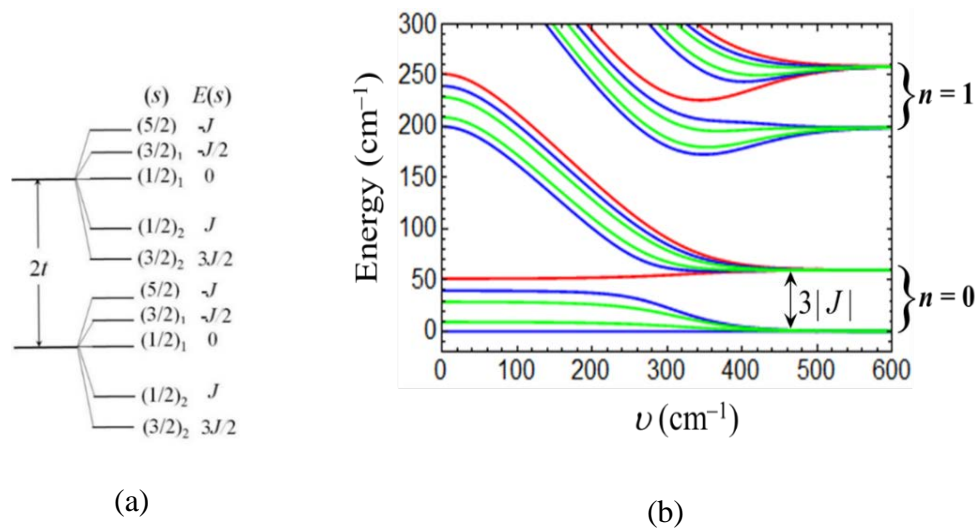 (s) E(s)
(5/2) -J
(3/2)₁ -J/2
(1/2)₁ 0
(1/2)₂ J
(3/2)₂ 3J/2
2t
(5/2) -J
(3/2)₁ -J/2
(1/2)₁ 0
(1/2)₂ J
(3/2)₂ 3J/2
(a)
Energy (cm⁻¹)
300
250
200
150
100
50
0
0 100 200 300 400 500 600
υ (cm⁻¹)
3|J|
n = 1
n = 0
(b)